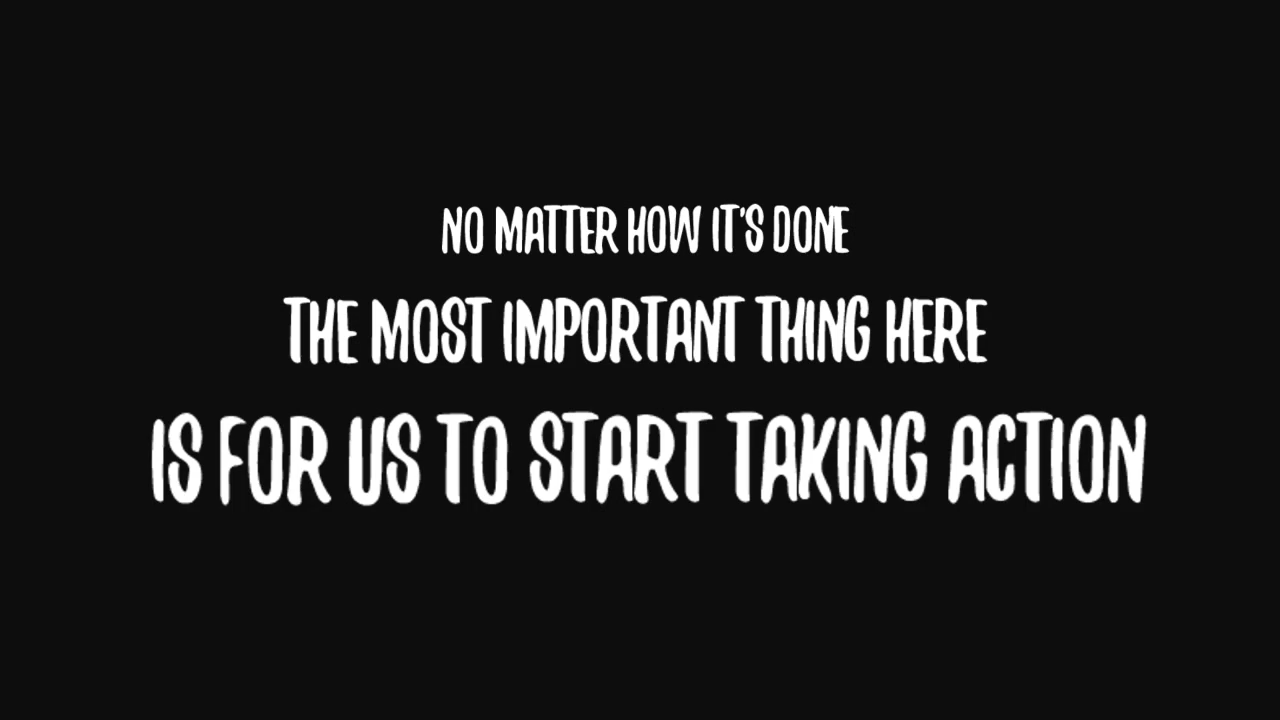 NO MATTER HOW IT'S DONE
THE MOST IMPORTANT THING HERE
IS FOR US TO START TAKING ACTION